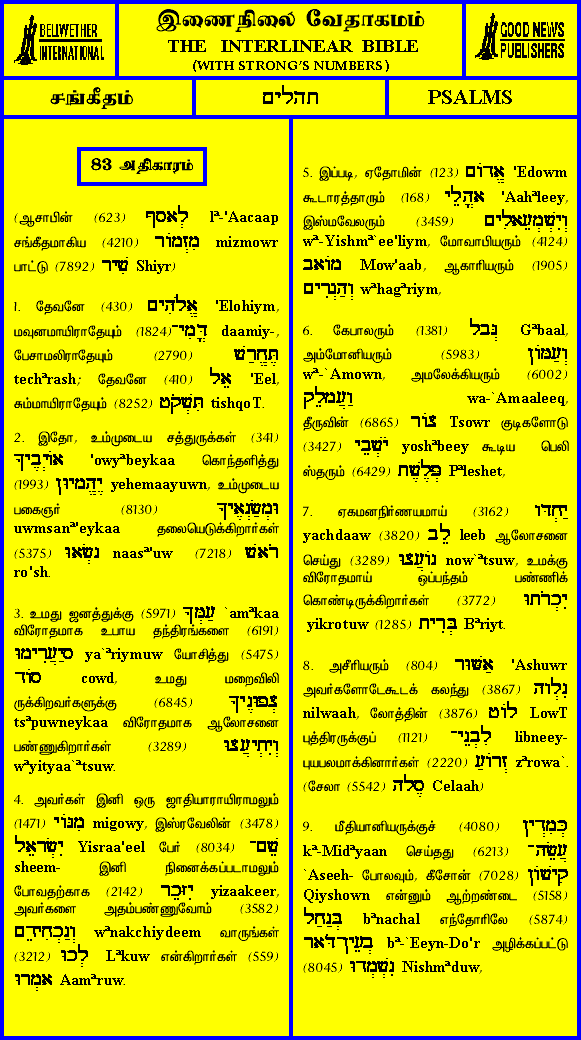 BELLWETHER
INTERNATIONAL
இணைநிலை வேதாகமம்
THE INTERLINEAR BIBLE
(WITH STRONG'S NUMBERS)
GOOD NEWS
PUBLISHERS
சங்கீதம்
תהלים
PSALMS
83 அதிகாரம்
(ஆசாபின் (623) לְאסף lª-'Aacaap
சங்கீதமாகிய (4210) מִזְמוֹר mizmowr
பாட்டு (7892) שִׁיר Shiyr)
1. தேவனே (430) אֱלֹהִים 'Elohiym,
மவுனமாயிராதேயும் (1824) דֳּמִי־ daamiy-,
பேசாமலிராதேயும் (2790) תֶּחֱרַשׁ
techªrash; தேவனே (410) אֵל 'Eel,
சும்மாயிராதேயும் (8252) תִּשְׁקֹט tishqoT.
2. இதோ, உம்முடைய சத்துருக்கள் (341)
אוֹיְבֶיךָ 'owyªbeykaa கொந்தளித்து
(1993) יֶהֱמָיוּן yehemaayuwn, உம்முடைய
பகைஞர் (8130) וּמְשַׂנְאֶיךָ
uwmsanª'eykaa தலையெடுக்கிறார்கள்
(5375) נָשְׂאוּ naasª'uw (7218) רֹאשׁ
ro'sh.
3. உமது ஜனத்துக்கு (5971) עַמְּךָ `amªkaa
விரோதமாக உபாய தந்திரங்களை (6191)
יַעֲרִימוּ ya`ªriymuw யோசித்து (5475)
סוֹד cowd, உமது மறைவிலி
ருக்கிறவர்களுக்கு (6845) צְפוּנֶיךָ
tsªpuwneykaa விரோதமாக ஆலோசனை
பண்ணுகிறார்கள் (3289) וְיִתְיָעֲצוּ
wªyityaa`ªtsuw.
4. அவர்கள் இனி ஒரு ஜாதியாராயிராமலும்
(1471) מִגּוֹי migowy, இஸ்ரவேலின் (3478)
יִשְׂרָאֵל Yisraa'eel பேர் (8034) שֵׁם־
sheem- இனி நினைக்கப்படாமலும்
போவதற்காக (2142) יִזָּכֵר yizaakeer,
அவர்களை அதம்பண்ணுவோம் (3582)
וְנַכְחִידֵם wªnakchiydeem வாருங்கள்
(3212) לְכוּ Lªkuw என்கிறார்கள் (559)
אמרוּ Aamªruw.
5. இப்படி, ஏதோமின் (123) אֱדוֹם 'Edowm
கூடாரத்தாரும் (168) אהֳלֵי 'Aahªleey,
இஸ்மவேலரும் (3459) וְיִשְׁמְעֵאלִים
wª-Yishmª`ee'liym, மோவாபியரும் (4124)
מוֹאב Mow'aab, ஆகாரியரும் (1905)
וְהַגְרִים wªhagªriym,
6. கேபாலரும் (1381) גְּבל Gªbaal,
அம்மோனியரும் (5983) וְעַמּוֹן
wª-`Amown, அமலேக்கியரும் (6002)
וַעֲמלֵק wa-`Amaaleeq,
தீருவின் (6865) צוֹר Tsowr குடிகளோடு
(3427) יֹשְׁבֵי yoshªbeey கூடிய பெலி
ஸ்தரும் (6429) פְּלֶשֶׁת Pªleshet,
7. ஏகமனநிர்ணயமாய் (3162) יַחְדּו
yachdaaw (3820) לֵב leeb ஆலோசனை
செய்து (3289) נוֹעֲצוּ now`ªtsuw, உமக்கு
விரோதமாய் ஒப்பந்தம் பண்ணிக்
கொண்டிருக்கிறார்கள் (3772) יִכְרֹתוּ
yikrotuw (1285) בְּרִית Bªriyt.
8. அசீரியரும் (804) אַשּׁוּר 'Ashuwr
அவர்களோடேகூடக் கலந்து (3867) נִלְוה
nilwaah, லோத்தின் (3876) לוֹט LowT
புத்திரருக்குப் (1121) לִבְנֵי־ libneey-
புயபலமாக்கினார்கள் (2220) זְרוֹעַ zªrowa`.
(சேலா (5542) סֶלה Celaah)
9. மீதியானியருக்குச் (4080) כְּמִדְין
kª-Midªyaan செய்தது (6213) עֲשֵׂה־
`Aseeh- போலவும், கீசோன் (7028) קִישׁוֹן
Qiyshown என்னும் ஆற்றண்டை (5158)
בְּנַחַל bªnachal எந்தோரிலே (5874)
בְעֵין־דֹּאר bª-`Eeyn-Do'r அழிக்கப்பட்டு
(8045) נִשְׁמְדוּ Nishmªduw,